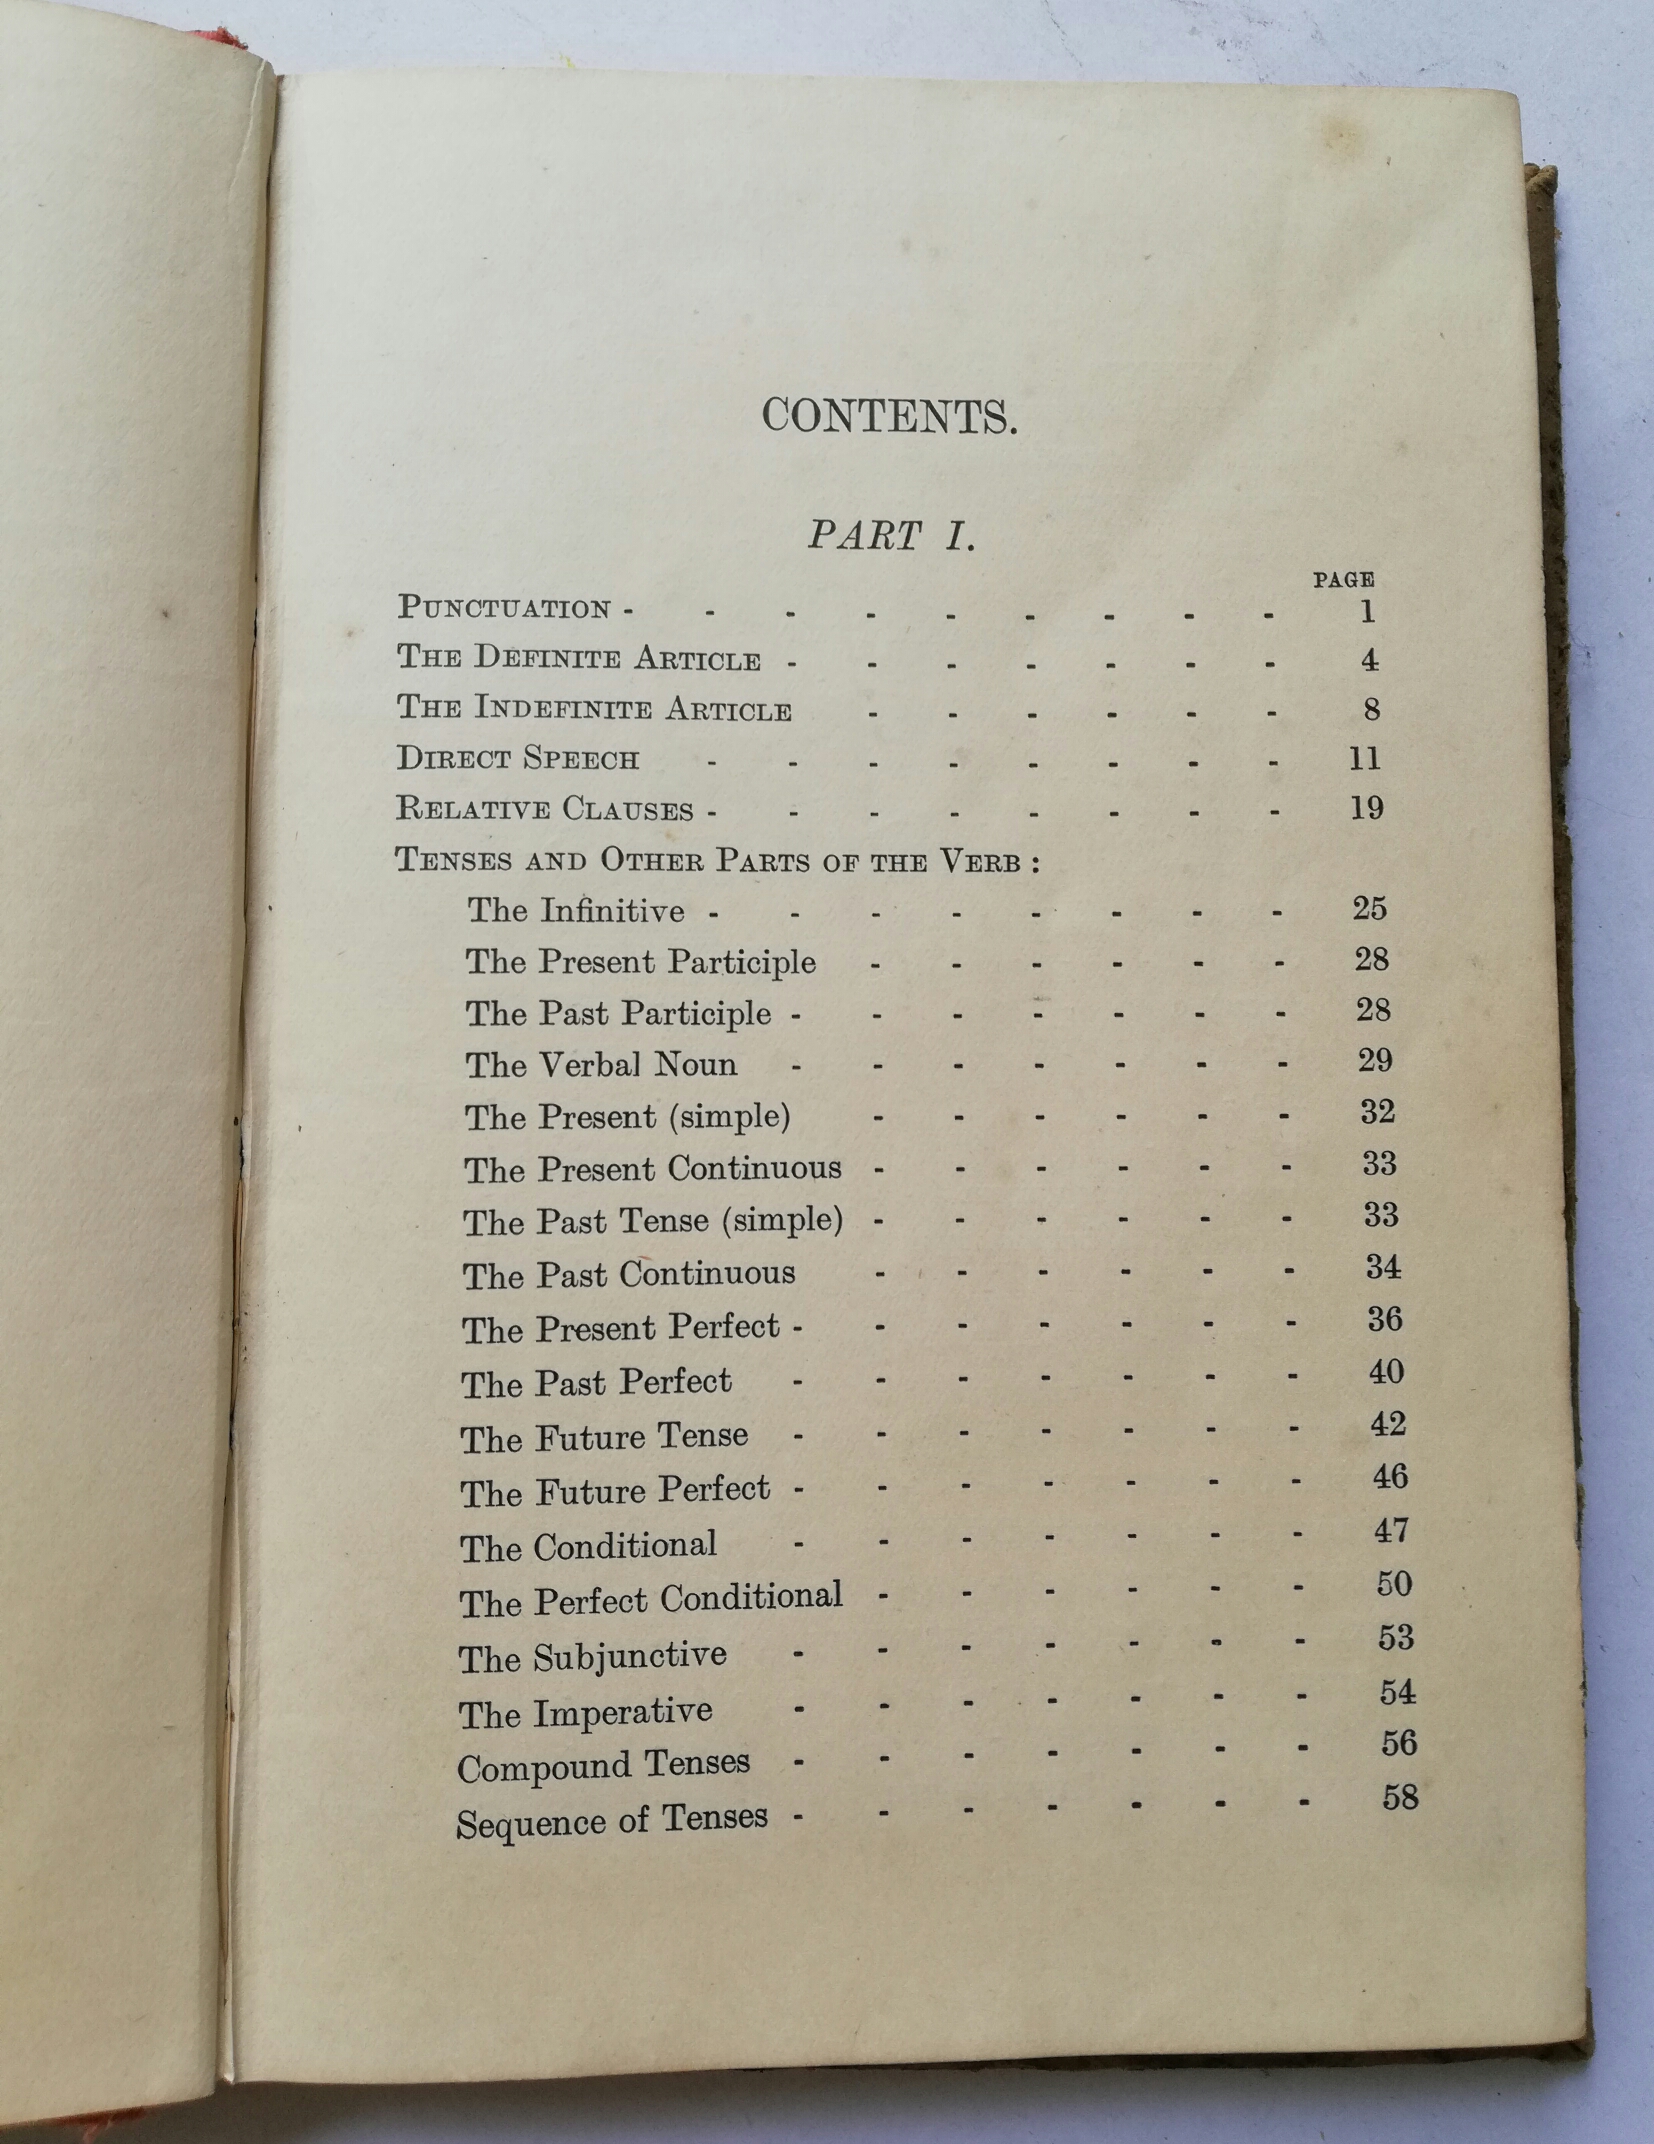 CONTENTS.
PART I.
PAGE
PUNCTUATION - - - - - - - - - 1
THE DEFINITE ARTICLE - - - - - - - 4
THE INDEFINITE ARTICLE - - - - - - 8
DIRECT SPEECH - - - - - - - - 11
RELATIVE CLAUSES - - - - - - - - 19
TENSES AND OTHER PARTS OF THE VERB :
The Infinitive - - - - - - - - 25
The Present Participle - - - - - - 28
The Past Participle - - - - - - - 28
The Verbal Noun - - - - - - - 29
The Present (simple) - - - - - - 32
The Present Continuous - - - - - - 33
The Past Tense (simple) - - - - - - 33
The Past Continuous - - - - - - 34
The Present Perfect - - - - - - - 36
The Past Perfect - - - - - - - 40
The Future Tense - - - - - - - 42
The Future Perfect - - - - - - - 46
The Conditional - - - - - - - 47
The Perfect Conditional - - - - - - 50
The Subjunctive - - - - - - - 53
The Imperative - - - - - - - 54
Compound Tenses - - - - - - - 56
Sequence of Tenses - - - - - - - 58